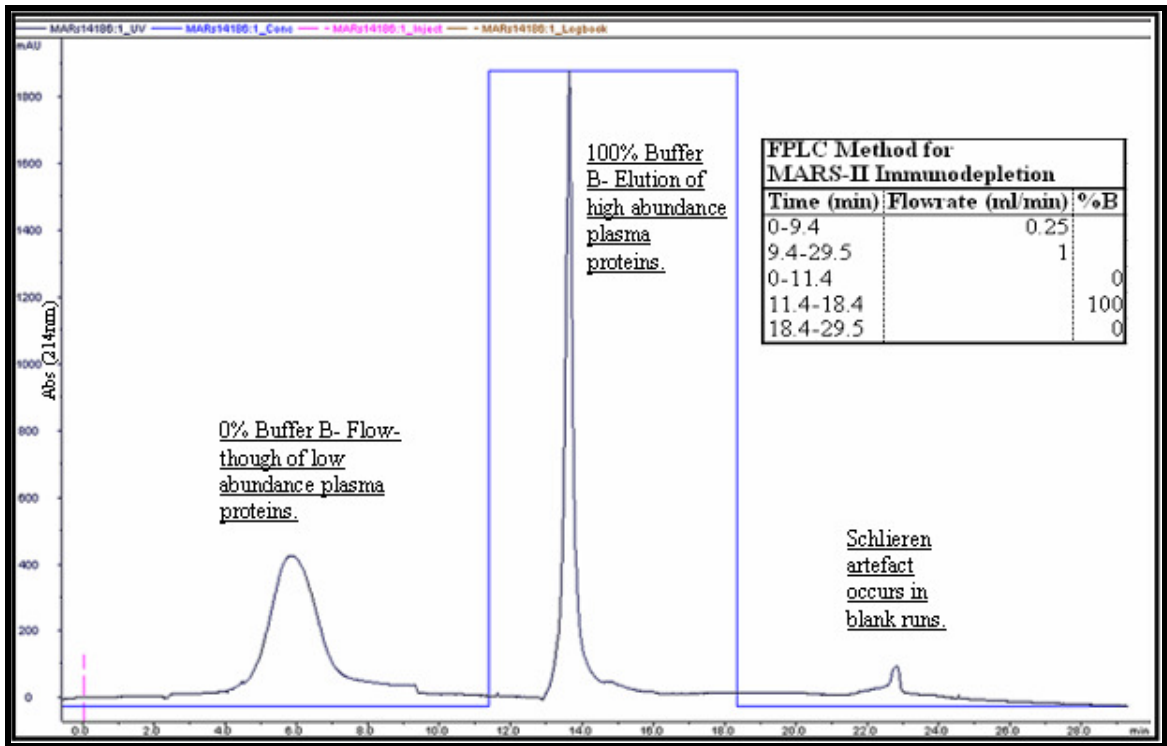 MARs14186:1_UV MARs14186:1_Conc MARs14186:1_Inject MARs14186:1_Logbook
mAU
1800
1600
1400
1200
1000
800
600
400
200
0
Abs (214nm)
0% Buffer B- Flow-
though of low
abundance plasma
proteins.
100% Buffer
B- Elution of
high abundance
plasma
proteins.
FPLC Method for
MARS-II Immunodepletion
Time (min) Flowrate (ml/min) %B
0-9.4 0.25
9.4-29.5 1
0-11.4 0
11.4-18.4 100
18.4-29.5 0
Schlieren
artefact
occurs in
blank runs.
0.0 2.0 4.0 6.0 8.0 10.0 12.0 14.0 16.0 18.0 20.0 22.0 24.0 26.0 28.0 min